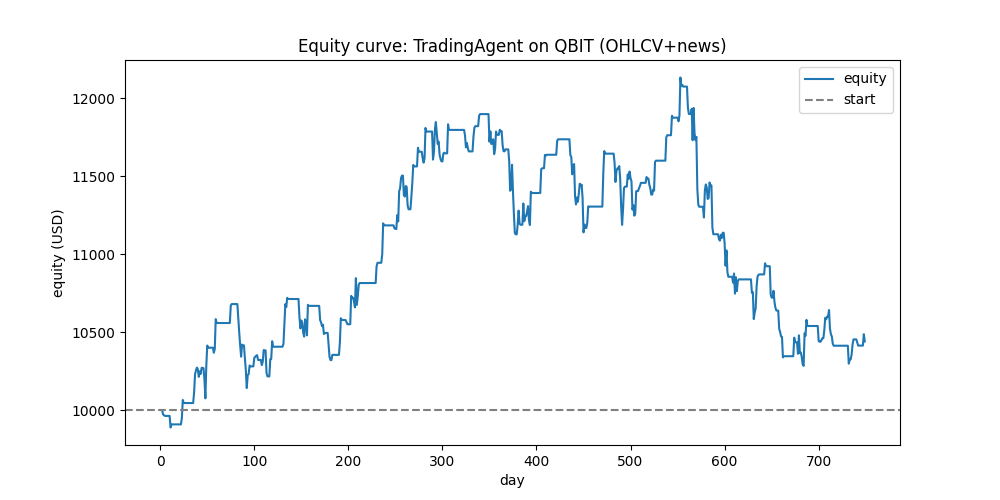 Equity curve: TradingAgent on QBIT (OHLCV+news)
equity
start
12000
11500
11000
10500
10000
equity (USD)
0 100 200 300 400 500 600 700
day